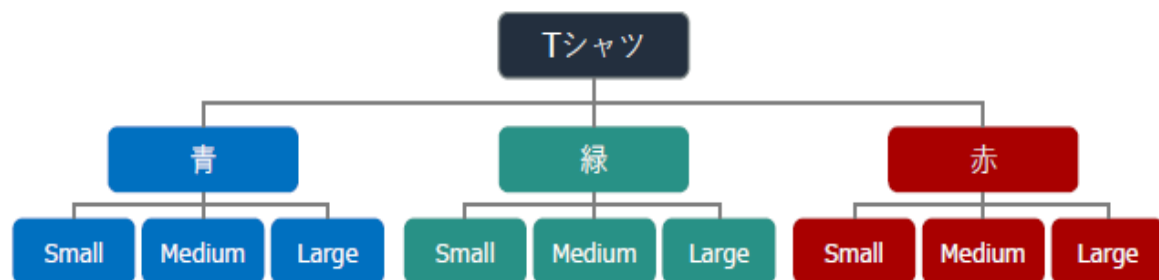 Tシャツ
青 緑 赤
Small Medium Large Small Medium Large Small Medium Large